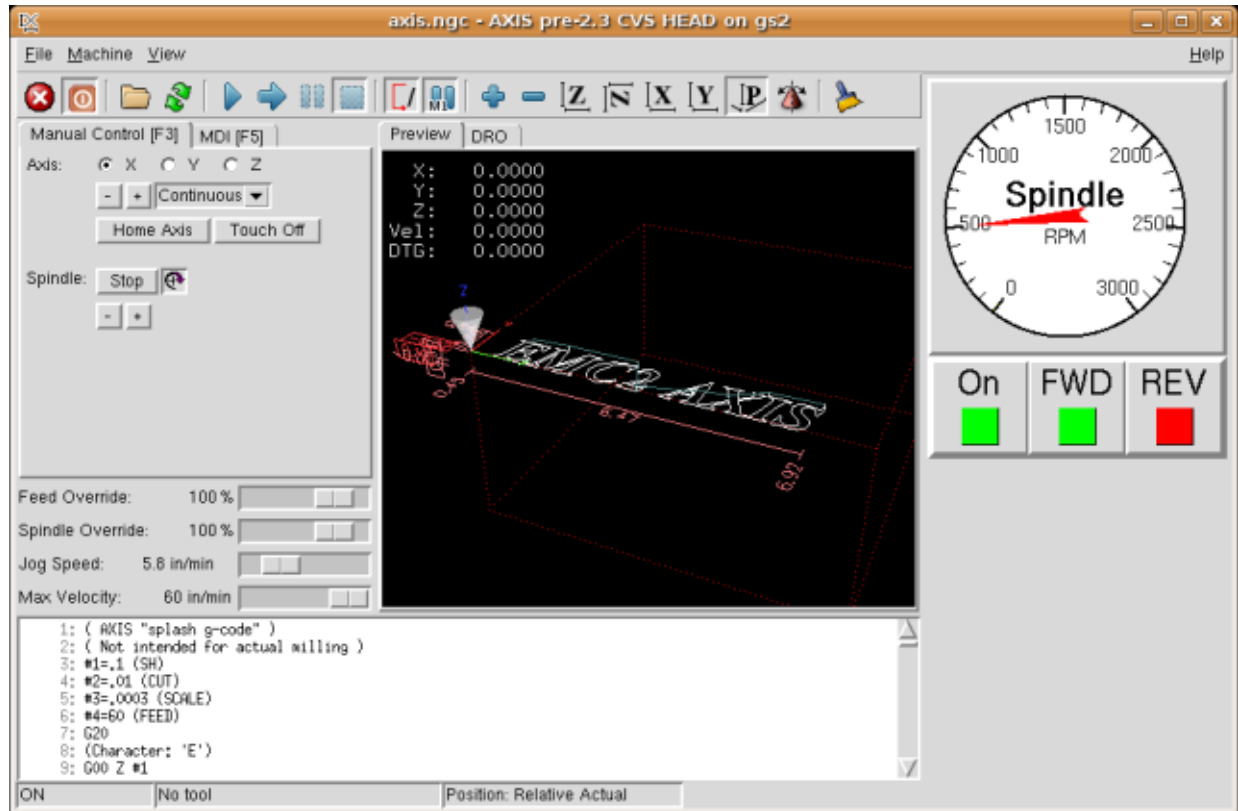 axis.ngc - AXIS pre-2.3 CVS HEAD on gs2
File Machine View Help
M1 Z N X Y P
Manual Control [F3] MDI [F5]
Axis: X Y Z
- + Continuous
Home Axis Touch Off
Spindle: Stop
- +
Feed Override: 100 %
Spindle Override: 100 %
Jog Speed: 5.8 in/min
Max Velocity: 60 in/min
Preview DRO
X: 0.0000
Y: 0.0000
Z: 0.0000
Vel: 0.0000
DTG: 0.0000
Z
EMC2 AXIS
0.45
6.47
6.92
1500
1000 2000
Spindle
500 RPM 2500
0 3000
On FWD REV
1: ( AXIS "splash g-code" )
2: ( Not intended for actual milling )
3: #1=.1 (SH)
4: #2=.01 (CUT)
5: #3=.0003 (SCALE)
6: #4=60 (FEED)
7: G20
8: (Character: 'E')
9: G00 Z #1
ON No tool Position: Relative Actual